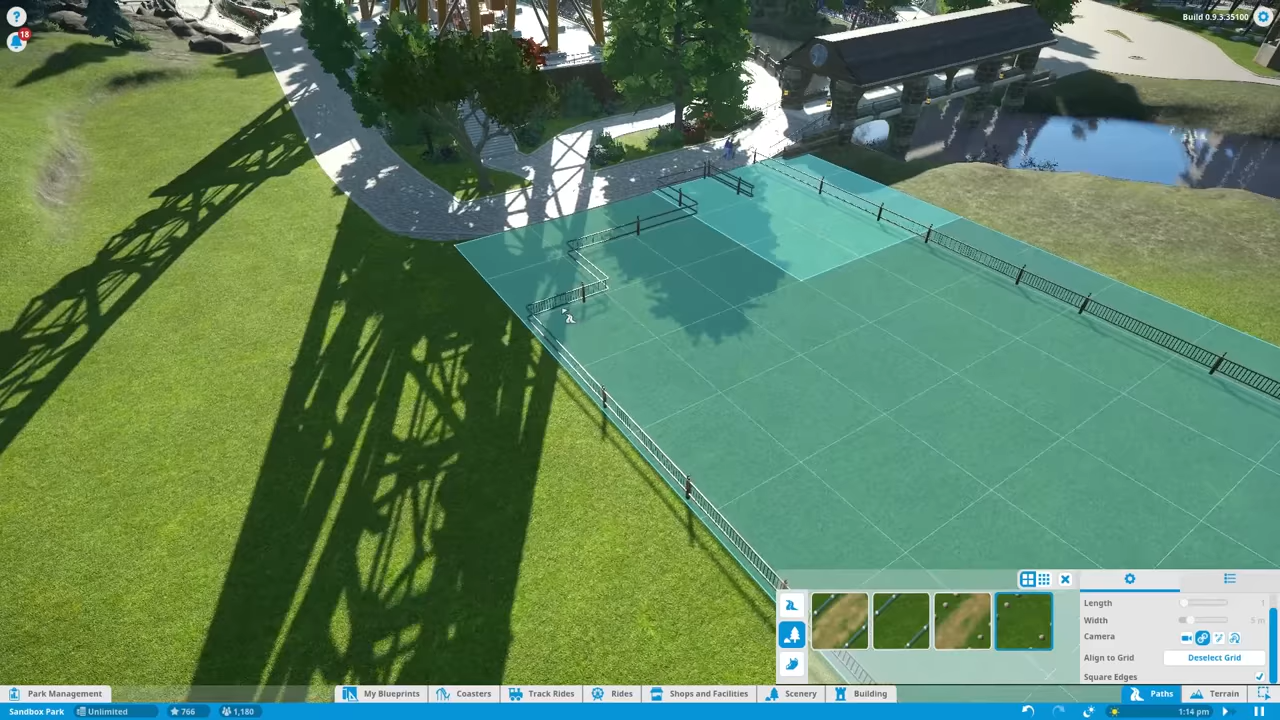 ?
18
Build 0.9.3.35100
Length 1
Width 5 m
Camera
Align to Grid Deselect Grid
Square Edges
Park Management My Blueprints Coasters Track Rides Rides Shops and Facilities Scenery Building Paths Terrain
Sandbox Park Unlimited 766 1,180 1:14 pm